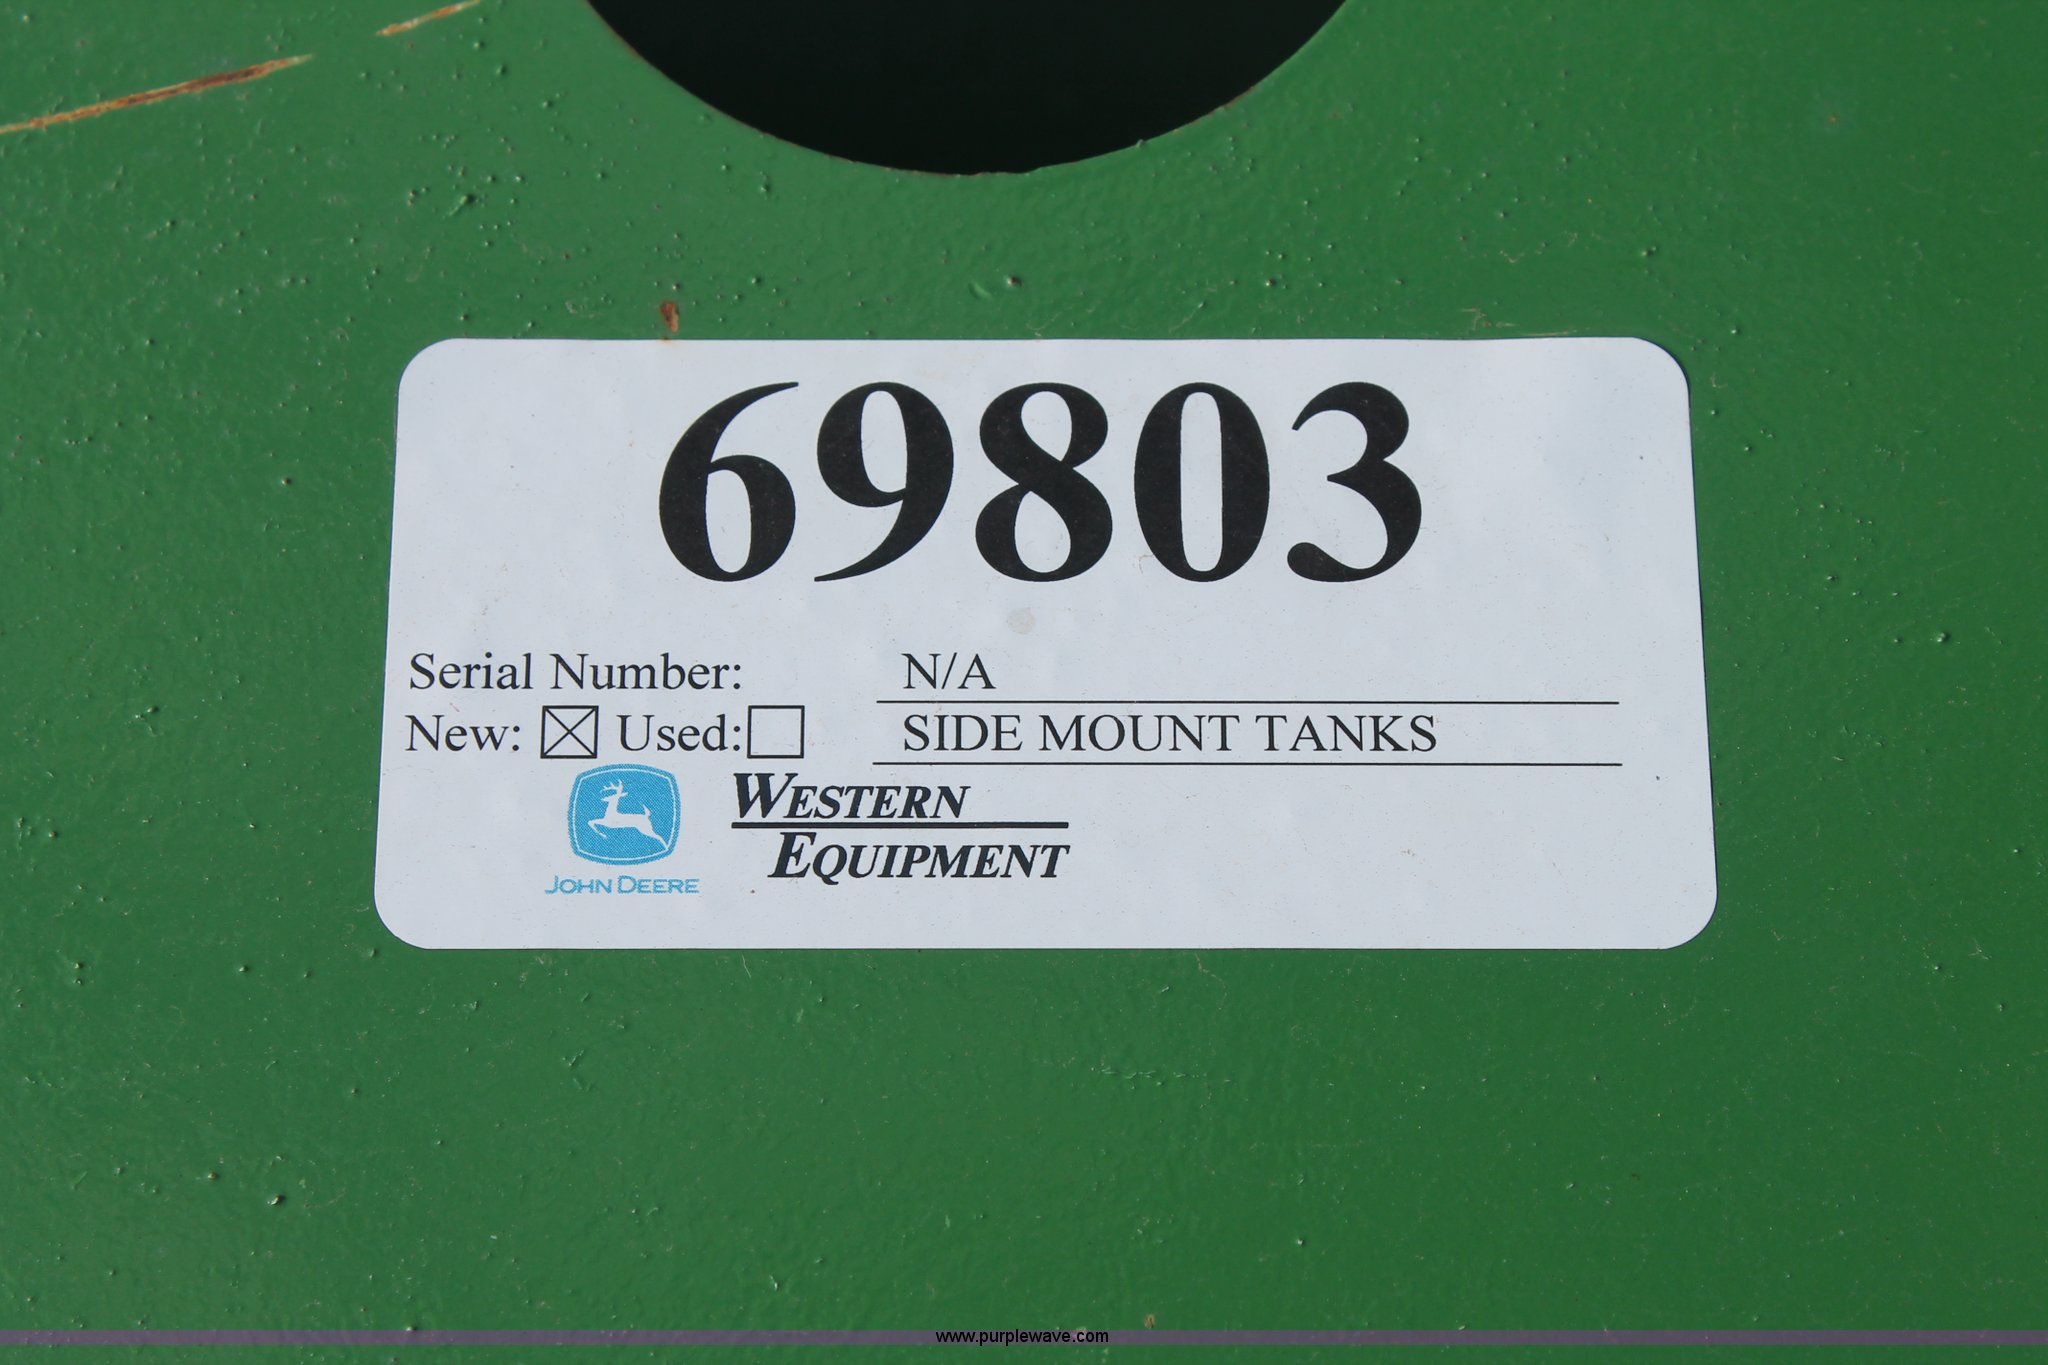 69803
Serial Number: N/A
New: ☒ Used: ☐ SIDE MOUNT TANKS
JOHN DEERE
WESTERN
EQUIPMENT
www.purplewave.com